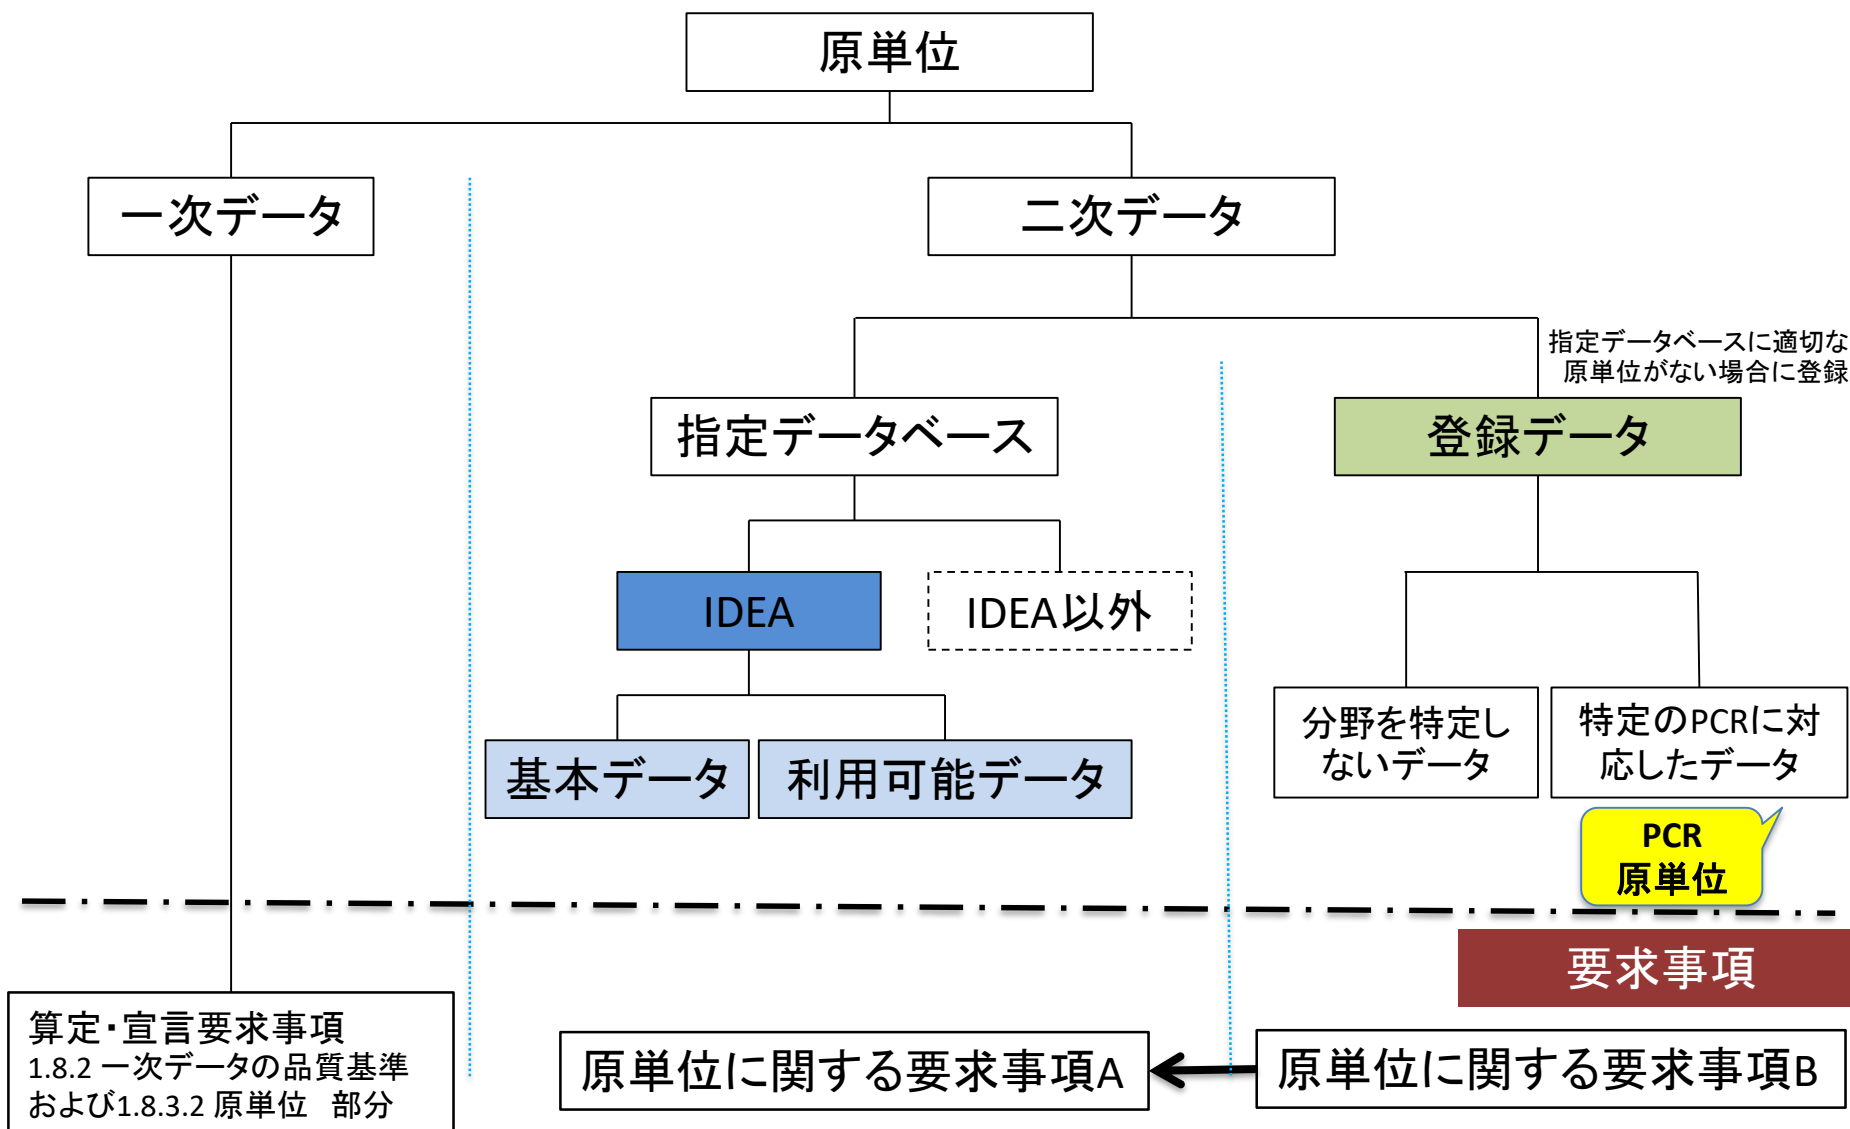 原単位
一次データ
二次データ
指定データベースに適切な
原単位がない場合に登録
指定データベース
登録データ
IDEA
IDEA以外
分野を特定し
ないデータ
特定のPCRに対
応したデータ
基本データ
利用可能データ
PCR
原単位
要求事項
算定・宣言要求事項
1.8.2 一次データの品質基準
および1.8.3.2 原単位　部分
原単位に関する要求事項A
原単位に関する要求事項B